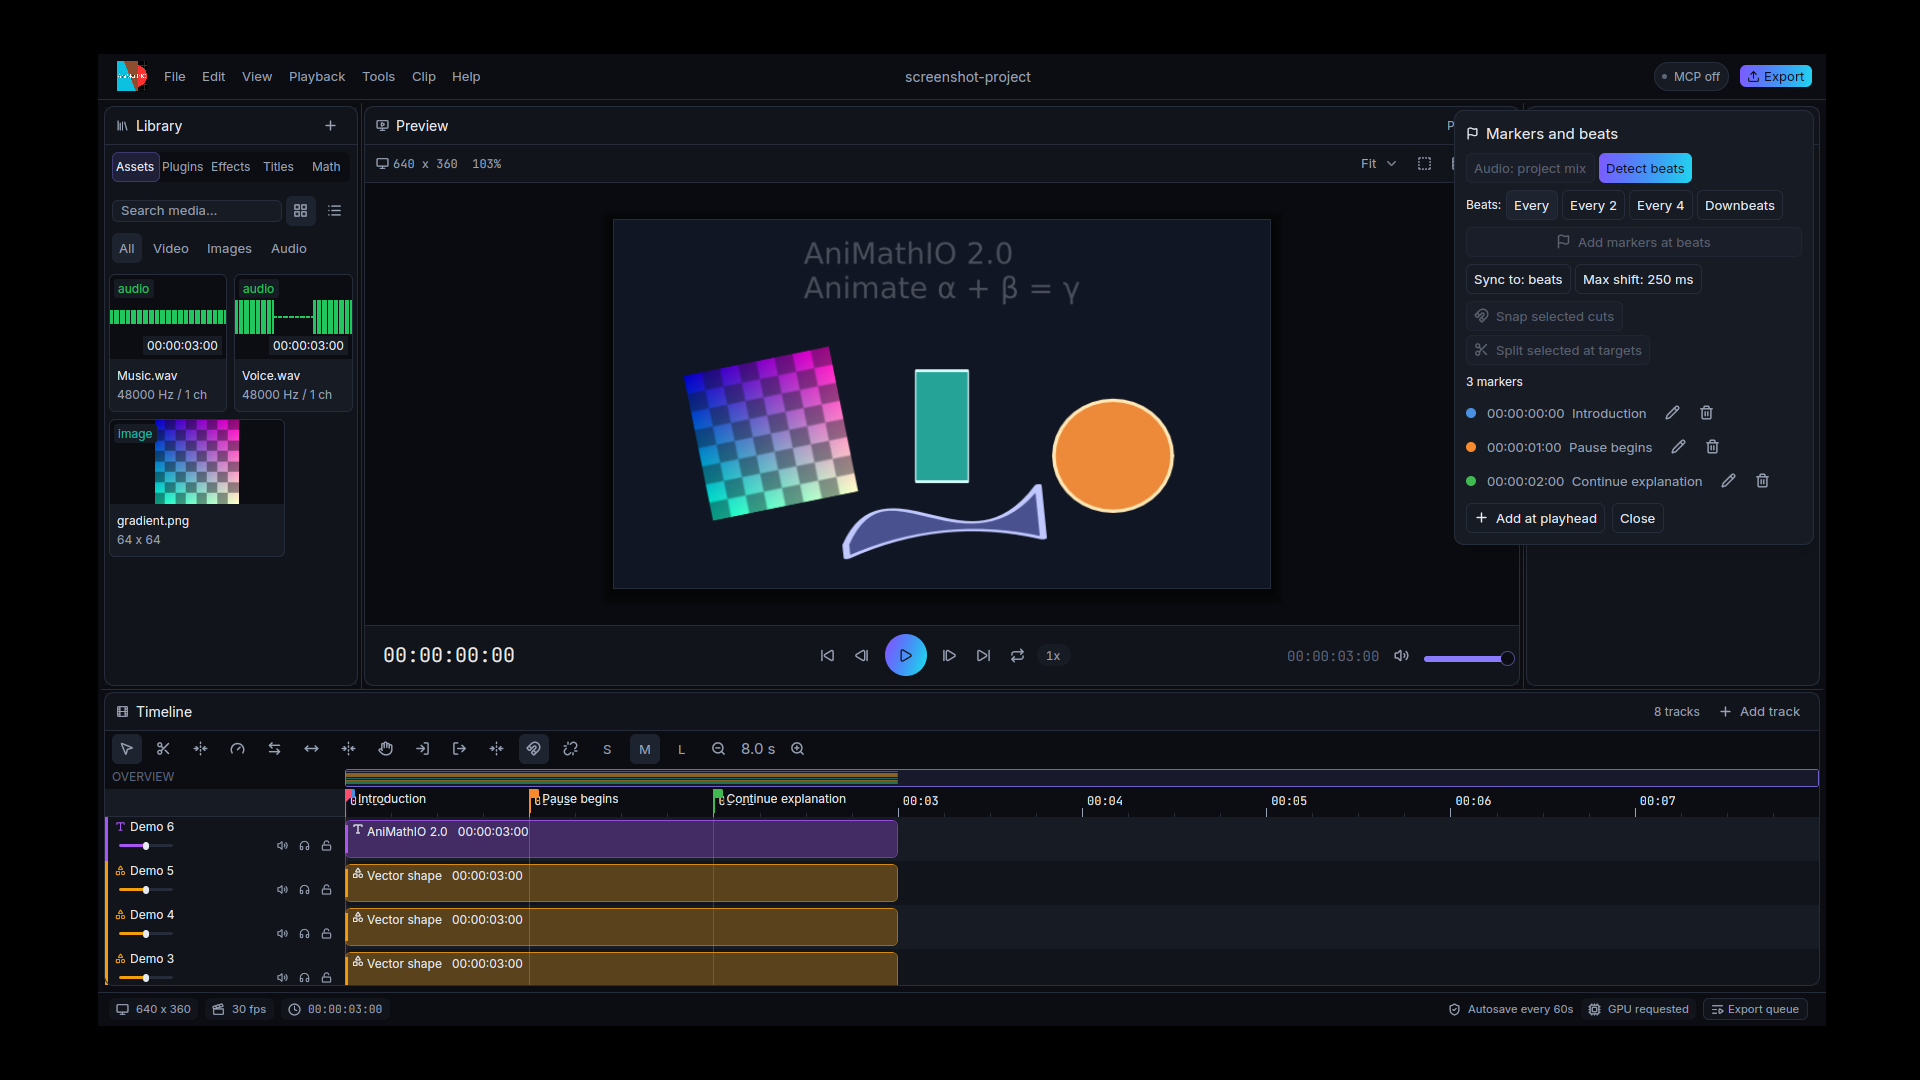 File Edit View Playback Tools Clip Help
screenshot-project
MCP off
Export
Library
Assets Plugins Effects Titles Math
Search media...
All Video Images Audio
audio
00:00:03:00
Music.wav
48000 Hz / 1 ch
audio
00:00:03:00
Voice.wav
48000 Hz / 1 ch
image
gradient.png
64 x 64
Preview
640 x 360 103%
Fit
AniMathIO 2.0
Animate α + β = γ
00:00:00:00
1x
00:00:03:00
Markers and beats
Audio: project mix Detect beats
Beats: Every Every 2 Every 4 Downbeats
Add markers at beats
Sync to: beats Max shift: 250 ms
Snap selected cuts
Split selected at targets
3 markers
00:00:00:00 Introduction
00:00:01:00 Pause begins
00:00:02:00 Continue explanation
Add at playhead Close
Timeline
8 tracks Add track
S M L 8.0 s
OVERVIEW
Introduction Pause begins Continue explanation 00:03 00:04 00:05 00:06 00:07
Demo 6
AniMathIO 2.0 00:00:03:00
Demo 5
Vector shape 00:00:03:00
Demo 4
Vector shape 00:00:03:00
Demo 3
Vector shape 00:00:03:00
640 x 360 30 fps 00:00:03:00
Autosave every 60s GPU requested Export queue